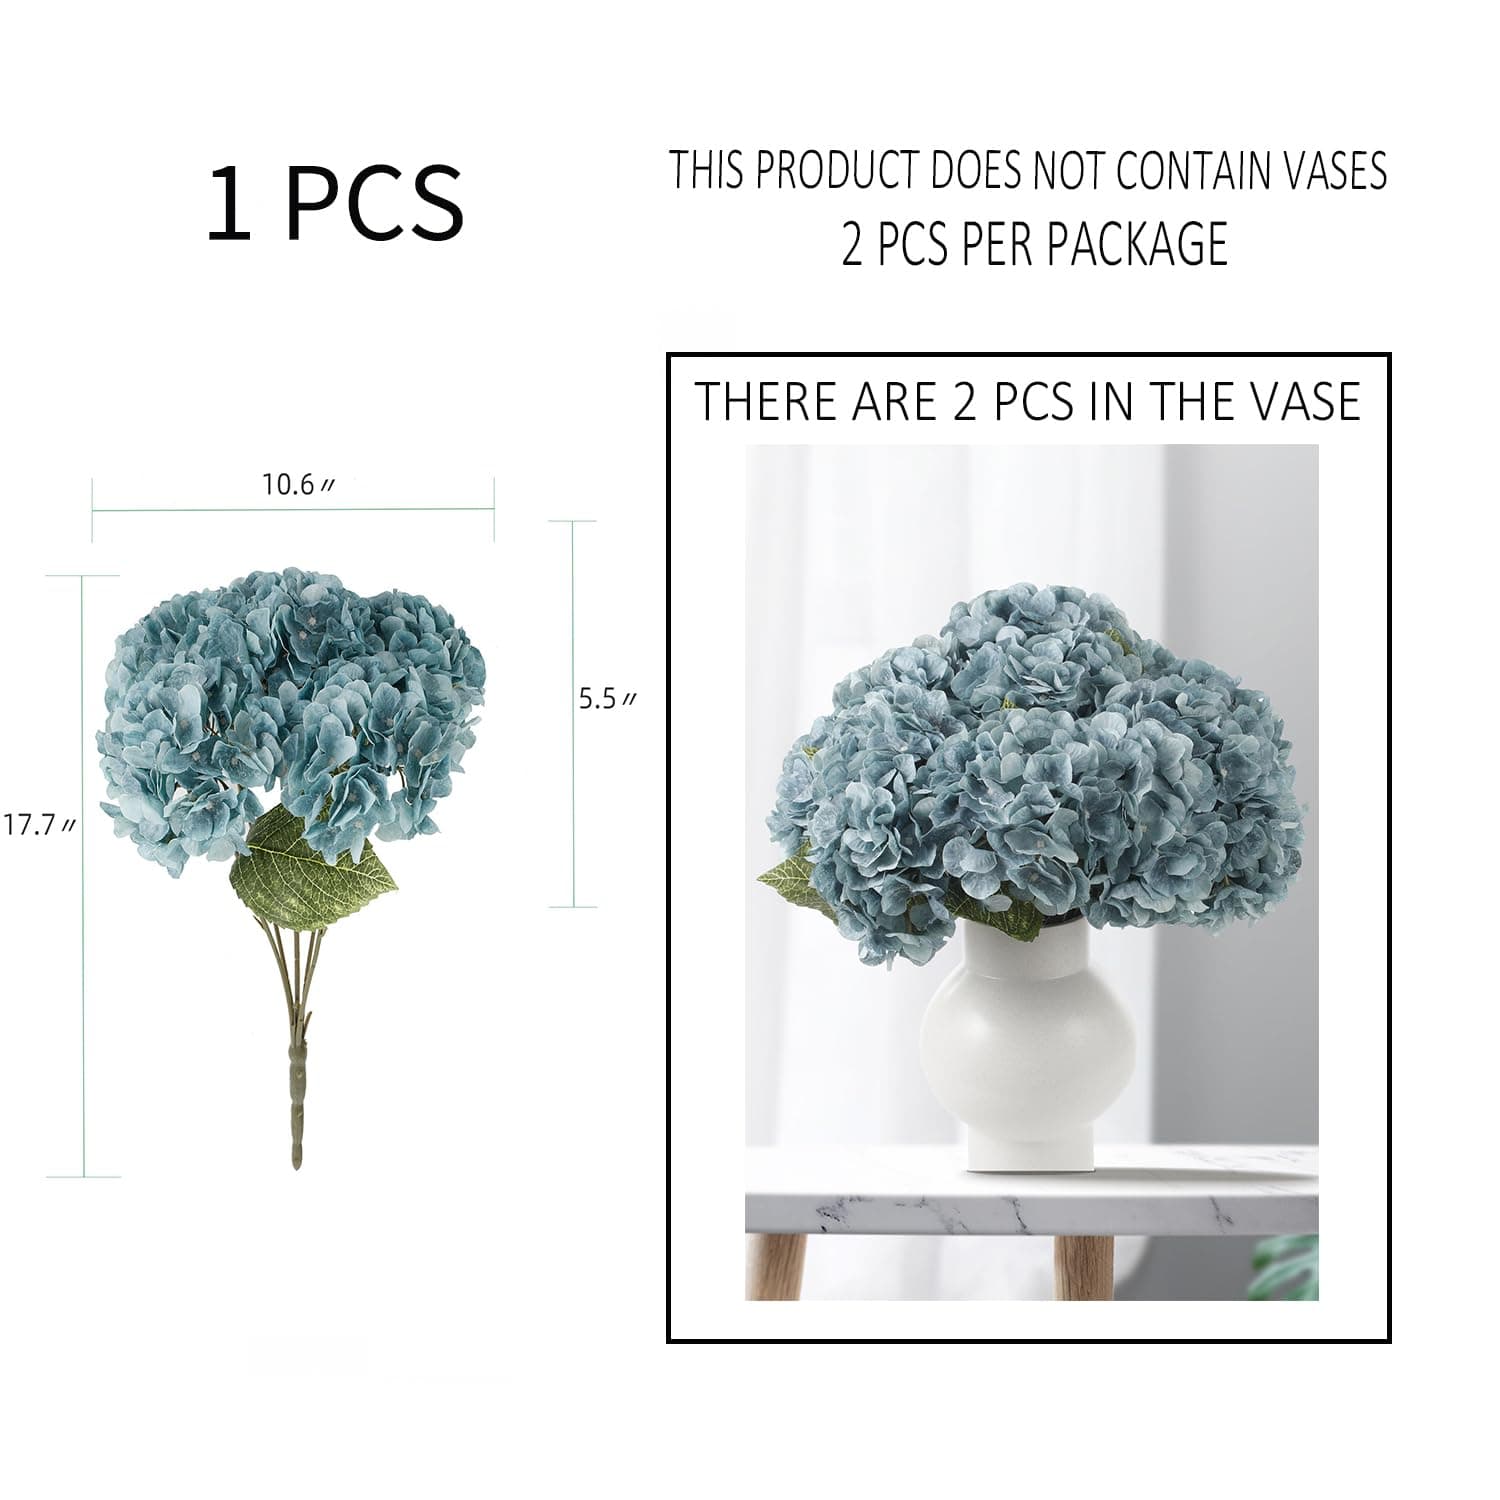 1 PCS
THIS PRODUCT DOES NOT CONTAIN VASES
2 PCS PER PACKAGE
THERE ARE 2 PCS IN THE VASE
10.6″
5.5″
17.7″